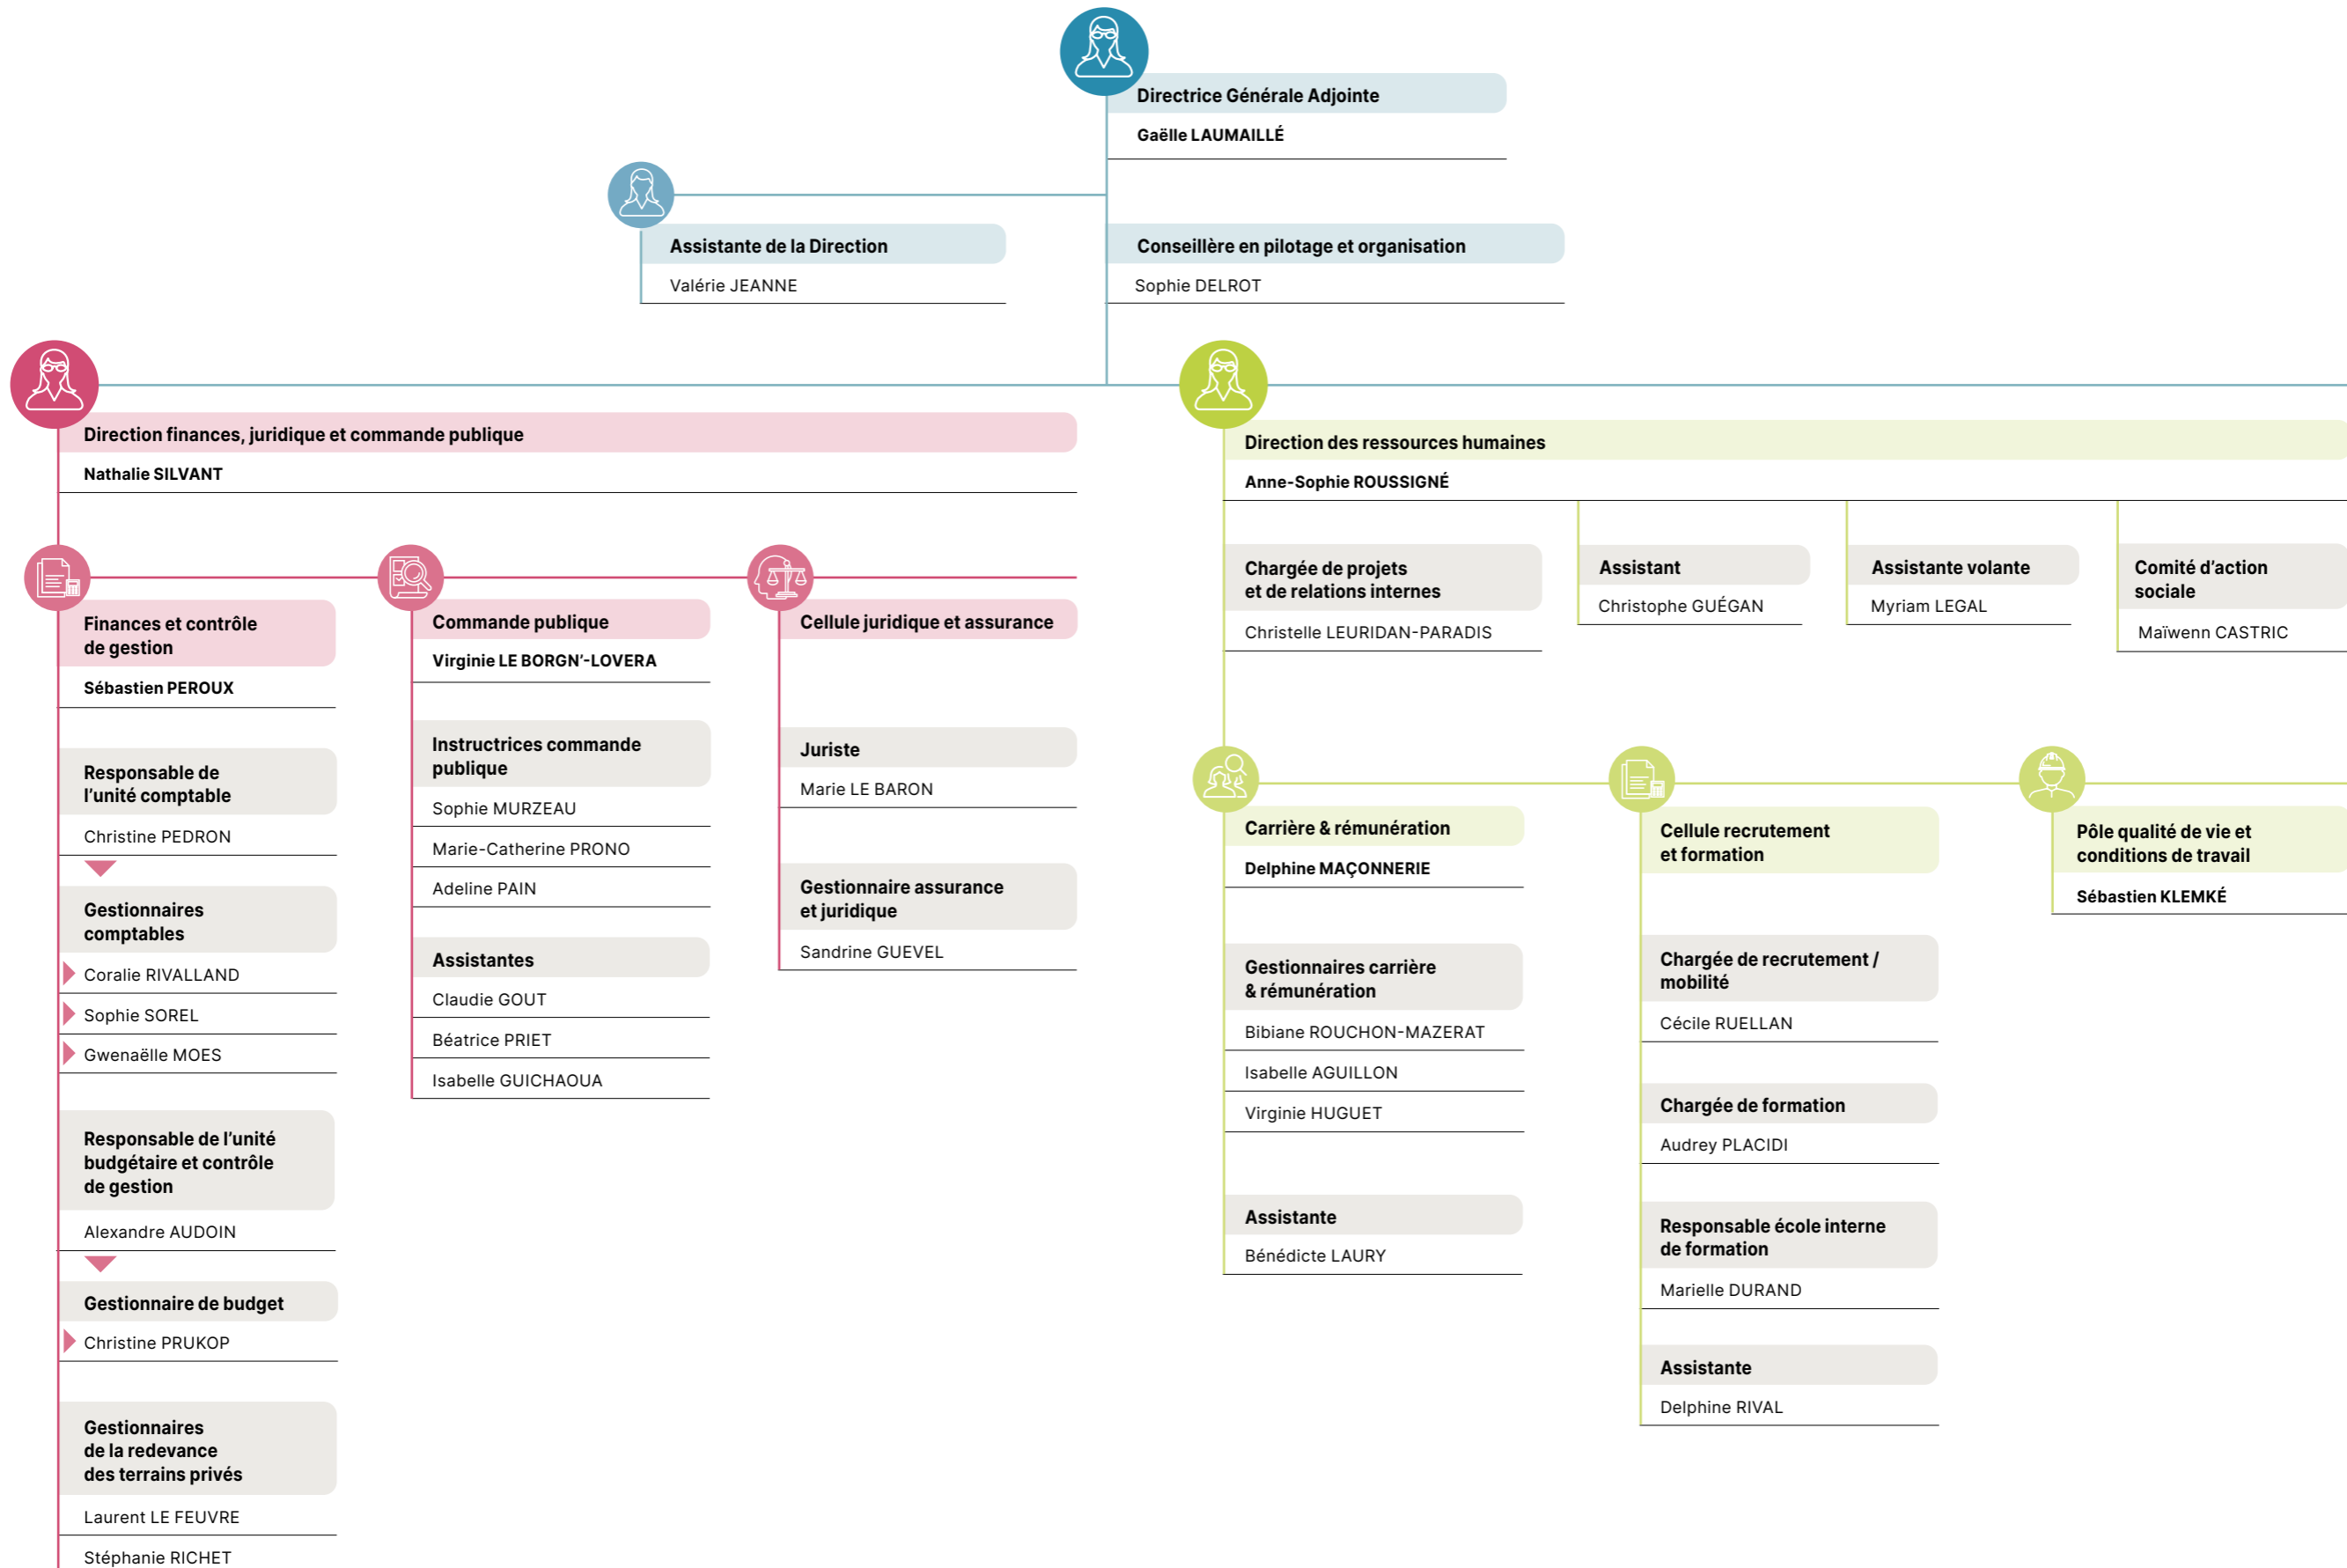 Directrice Générale Adjointe
Gaëlle LAUMAILLÉ
Assistante de la Direction
Valérie JEANNE
Conseillère en pilotage et organisation
Sophie DELROT
Direction finances, juridique et commande publique
Nathalie SILVANT
Finances et contrôle
de gestion
Sébastien PEROUX
Responsable de
l’unité comptable
Christine PEDRON
Gestionnaires
comptables
Coralie RIVALLAND
Sophie SOREL
Gwenaëlle MOES
Responsable de l’unité
budgétaire et contrôle
de gestion
Alexandre AUDOIN
Gestionnaire de budget
Christine PRUKOP
Gestionnaires
de la redevance
des terrains privés
Laurent LE FEUVRE
Stéphanie RICHET
Commande publique
Virginie LE BORGN’-LOVERA
Instructrices commande
publique
Sophie MURZEAU
Marie-Catherine PRONO
Adeline PAIN
Assistantes
Claudie GOUT
Béatrice PRIET
Isabelle GUICHAOUA
Cellule juridique et assurance
Juriste
Marie LE BARON
Gestionnaire assurance
et juridique
Sandrine GUEVEL
Direction des ressources humaines
Anne-Sophie ROUSSIGNÉ
Chargée de projets
et de relations internes
Christelle LEURIDAN-PARADIS
Assistant
Christophe GUÉGAN
Assistante volante
Myriam LEGAL
Comité d’action
sociale
Maïwenn CASTRIC
Carrière & rémunération
Delphine MAÇONNERIE
Gestionnaires carrière
& rémunération
Bibiane ROUCHON-MAZERAT
Isabelle AGUILLON
Virginie HUGUET
Assistante
Bénédicte LAURY
Cellule recrutement
et formation
Chargée de recrutement /
mobilité
Cécile RUELLAN
Chargée de formation
Audrey PLACIDI
Responsable école interne
de formation
Marielle DURAND
Assistante
Delphine RIVAL
Pôle qualité de vie et
conditions de travail
Sébastien KLEMKÉ